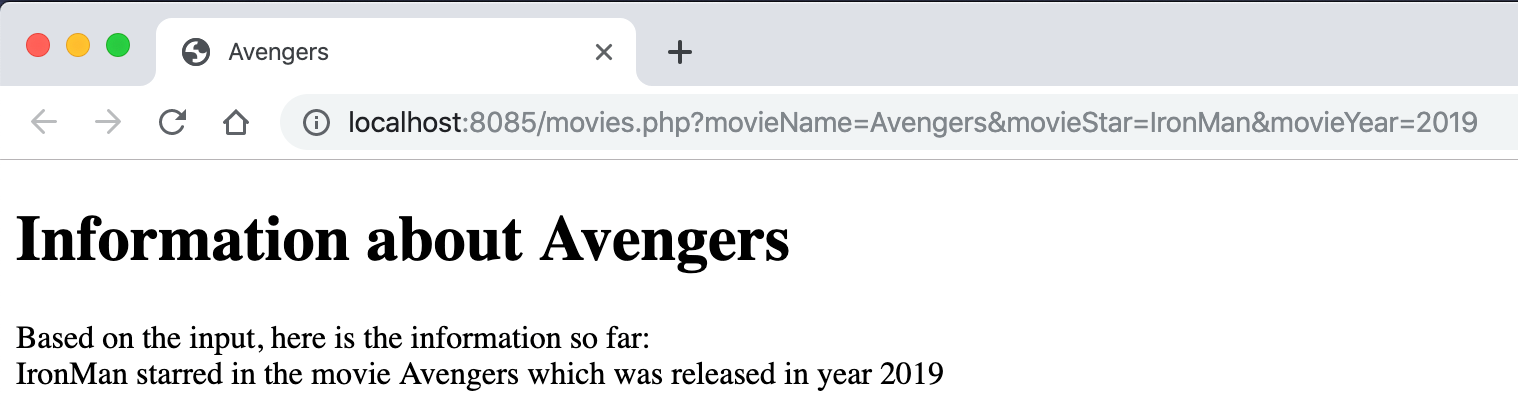 Avengers
localhost:8085/movies.php?movieName=Avengers&movieStar=IronMan&movieYear=2019
Information about Avengers
Based on the input, here is the information so far:
IronMan starred in the movie Avengers which was released in year 2019